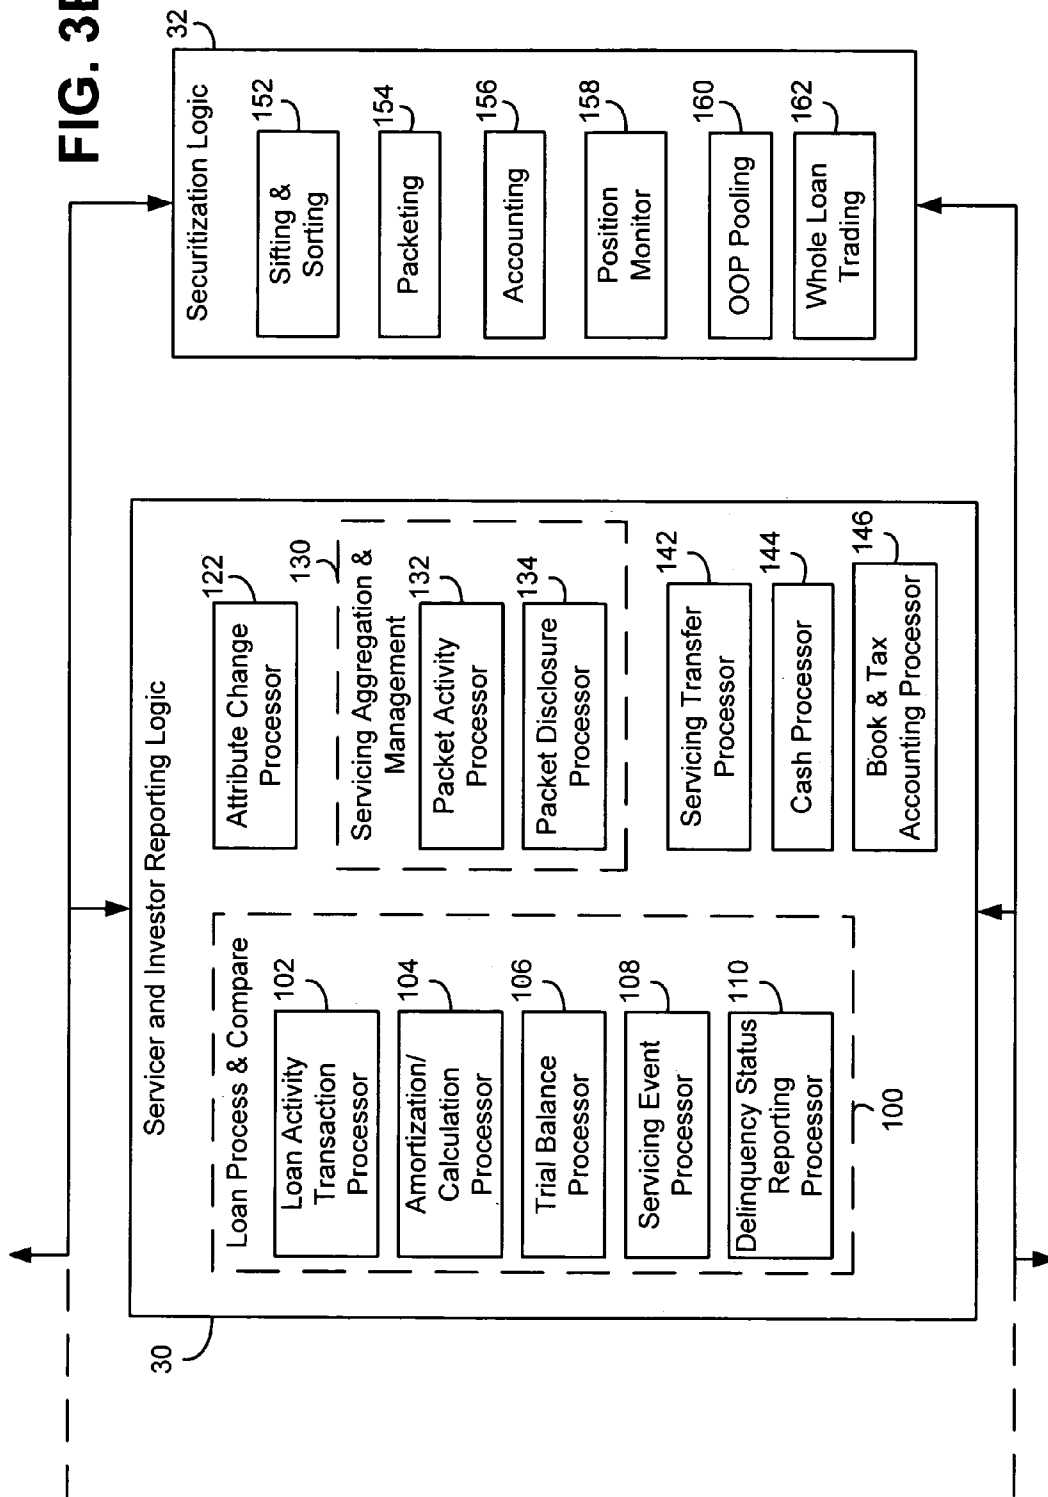 FIG. 3B
30
Servicer and Investor Reporting Logic
Loan Process & Compare
102
Loan Activity
Transaction
Processor
104
Amortization/
Calculation
Processor
106
Trial Balance
Processor
108
Servicing Event
Processor
110
Delinquency Status
Reporting
Processor
100
122
Attribute Change
Processor
130
Servicing Aggregation &
Management
132
Packet Activity
Processor
134
Packet Disclosure
Processor
142
Servicing Transfer
Processor
144
Cash Processor
146
Book & Tax
Accounting Processor
32
Securitization Logic
152
Sifting &
Sorting
154
Packeting
156
Accounting
158
Position
Monitor
160
OOP Pooling
162
Whole Loan
Trading